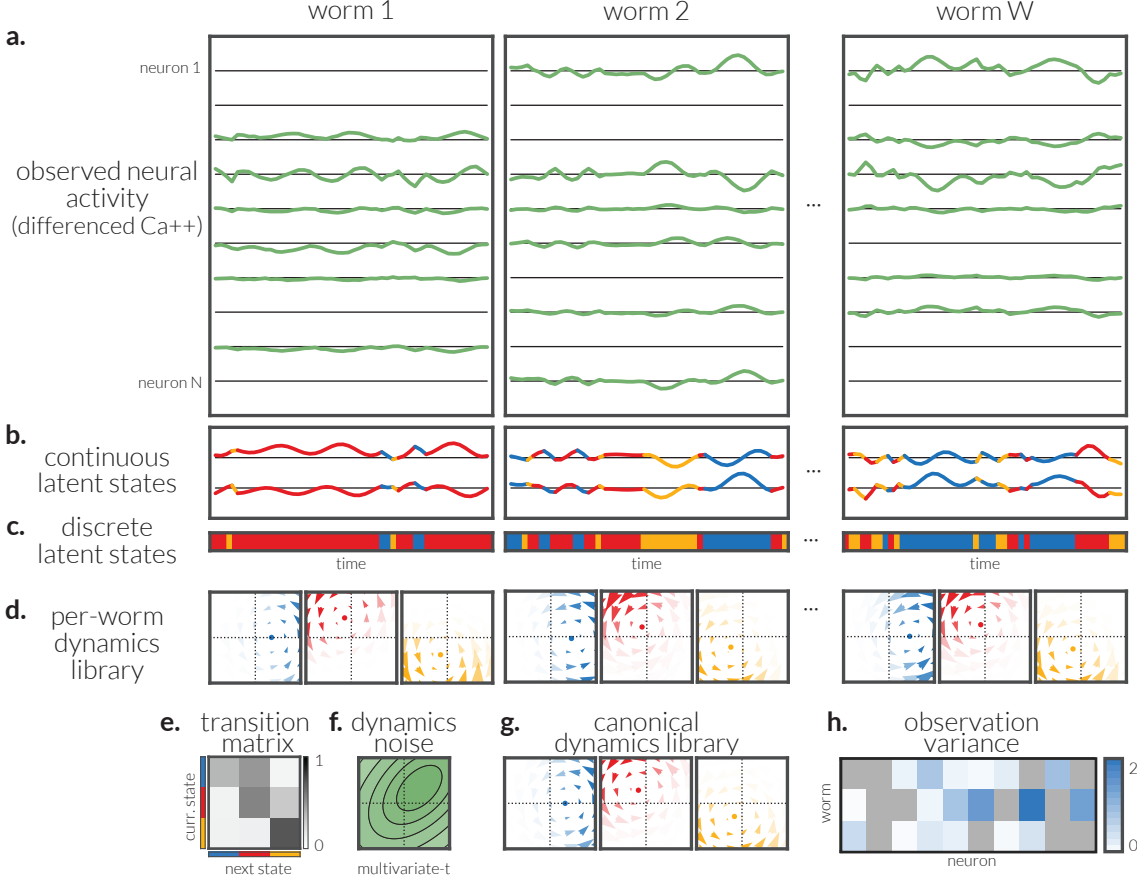 worm 1
worm 2
worm W
a.
neuron 1
observed neural
activity
(differenced Ca++)
...
neuron N
b.
continuous
latent states
...
c.
discrete
latent states
...
time
time
time
d.
per-worm
dynamics
library
...
e.
transition
matrix
curr. state
next state
1
0
f.
dynamics
noise
multivariate-t
g.
canonical
dynamics library
h.
observation
variance
worm
neuron
2
0